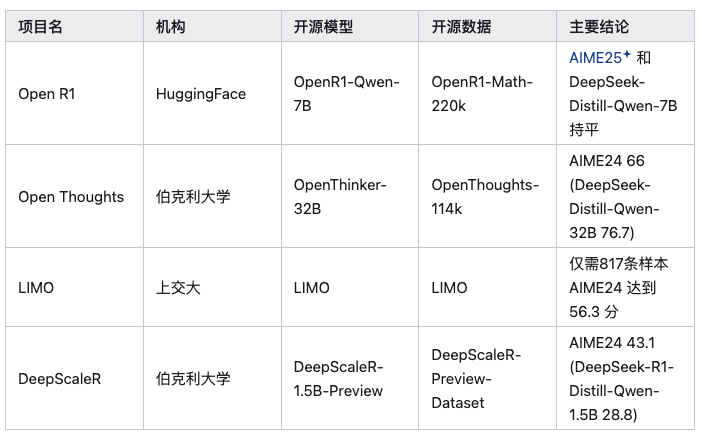 项目名 机构 开源模型 开源数据 主要结论
Open R1 HuggingFace OpenR1-Qwen-
7B OpenR1-Math-
220k AIME25 和
DeepSeek-
Distill-Qwen-7B
持平
Open Thoughts 伯克利大学 OpenThinker-
32B OpenThoughts-
114k AIME24 66
(DeepSeek-
Distill-Qwen-
32B 76.7)
LIMO 上交大 LIMO LIMO 仅需817条样本
AIME24 达到
56.3 分
DeepScaleR 伯克利大学 DeepScaleR-
1.5B-Preview DeepScaleR-
Preview-
Dataset AIME24 43.1
(DeepSeek-R1-
Distill-Qwen-
1.5B 28.8)